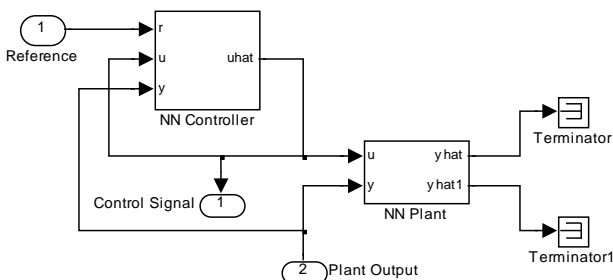 1
Reference
r
u
y
uhat
NN Controller
Control Signal
1
u
y
y hat
y hat1
NN Plant
Terminator
Terminator1
2
Plant Output